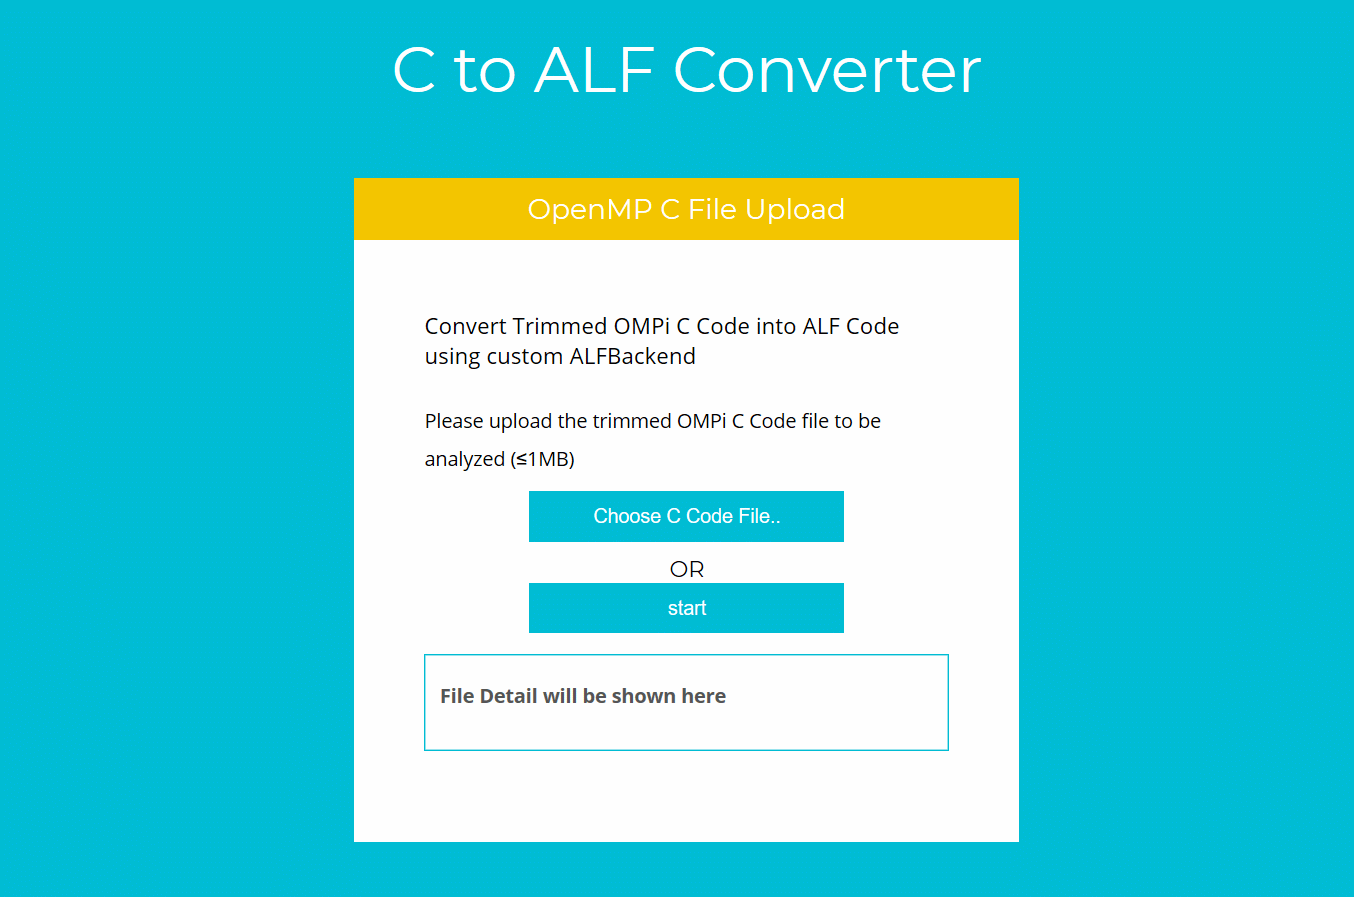 C to ALF Converter
OpenMP C File Upload
Convert Trimmed OMPi C Code into ALF Code
using custom ALFBackend
Please upload the trimmed OMPi C Code file to be
analyzed (≤1MB)
Choose C Code File..
OR
start
File Detail will be shown here